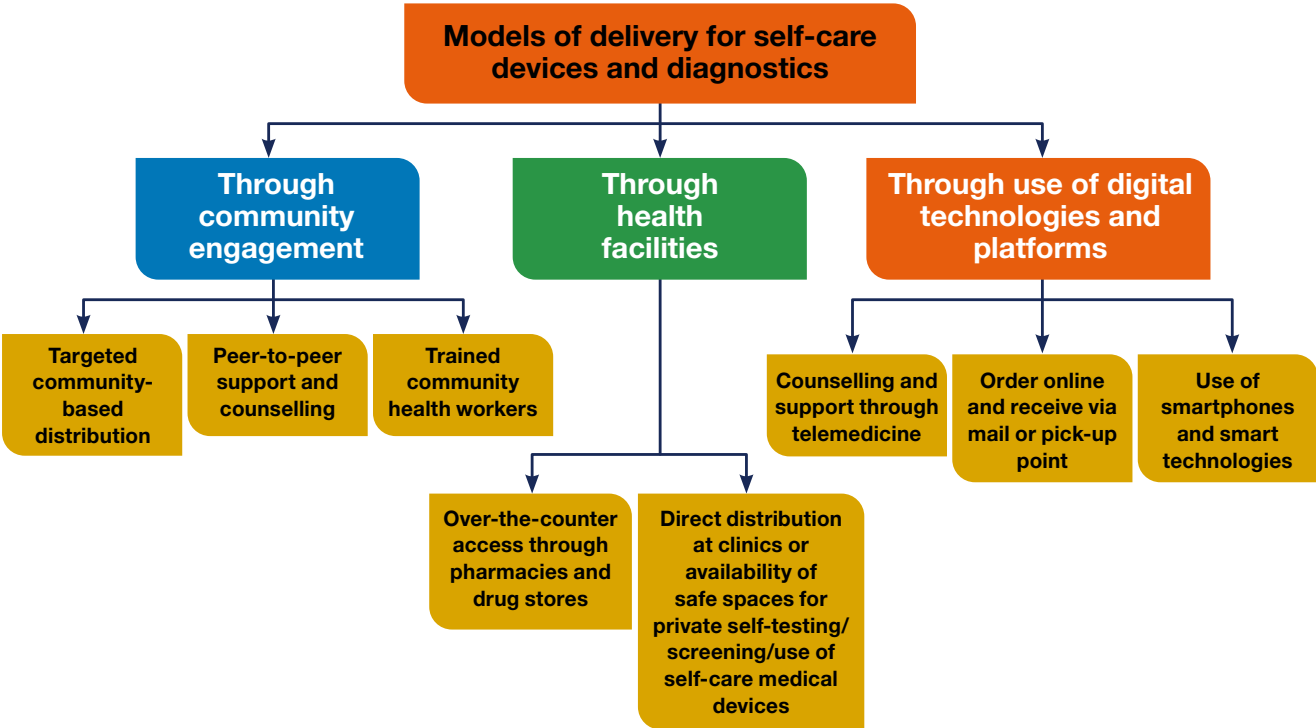 Models of delivery for self-care
devices and diagnostics
Through
community
engagement
Through
health
facilities
Through use of digital
technologies and
platforms
Targeted
community-
based
distribution
Peer-to-peer
support and
counselling
Trained
community
health workers
Counselling and
support through
telemedicine
Order online
and receive via
mail or pick-up
point
Use of
smartphones
and smart
technologies
Over-the-counter
access through
pharmacies and
drug stores
Direct distribution
at clinics or
availability of
safe spaces for
private self-testing/
screening/use of
self-care medical
devices